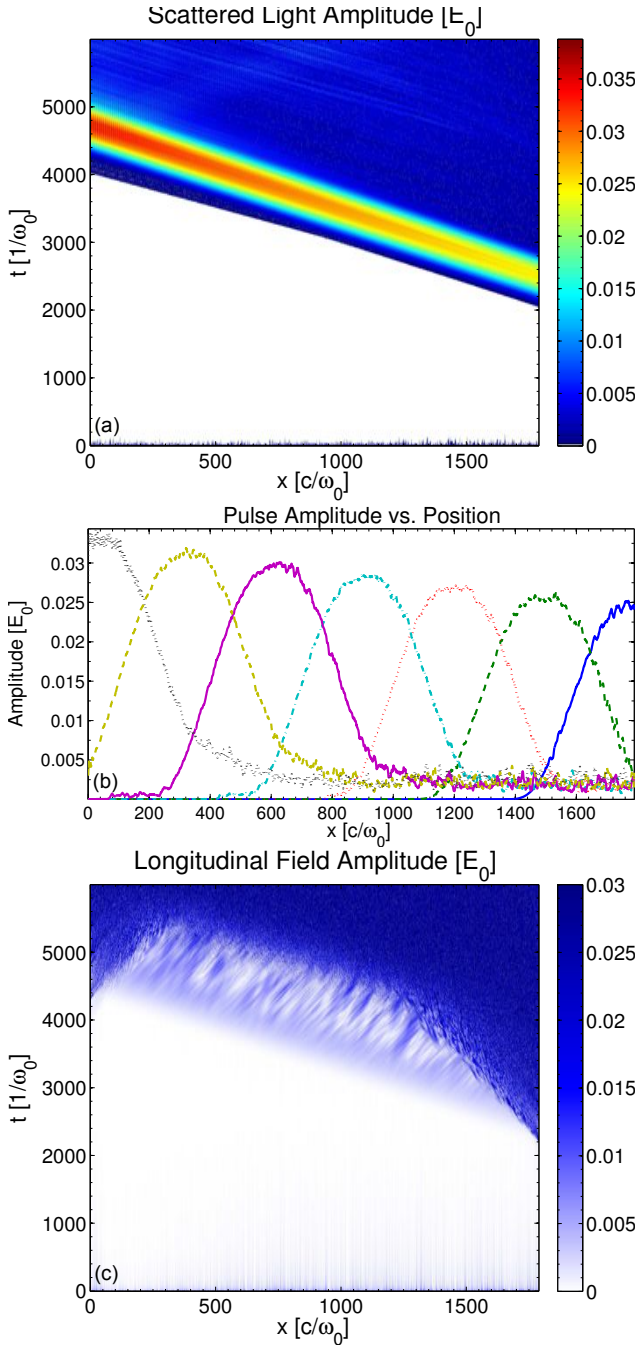 Scattered Light Amplitude [E₀]
5000
4000
3000
2000
1000
0
t [1/ω₀]
(a)
0 500 1000 1500
x [c/ω₀]
0.035
0.03
0.025
0.02
0.015
0.01
0.005
0
Pulse Amplitude vs. Position
0.03
0.025
0.02
0.015
0.01
0.005
Amplitude [E₀]
(b)
0 200 400 600 800 1000 1200 1400 1600
x [c/ω₀]
Longitudinal Field Amplitude [E₀]
5000
4000
3000
2000
1000
0
t [1/ω₀]
(c)
0 500 1000 1500
x [c/ω₀]
0.03
0.025
0.02
0.015
0.01
0.005
0